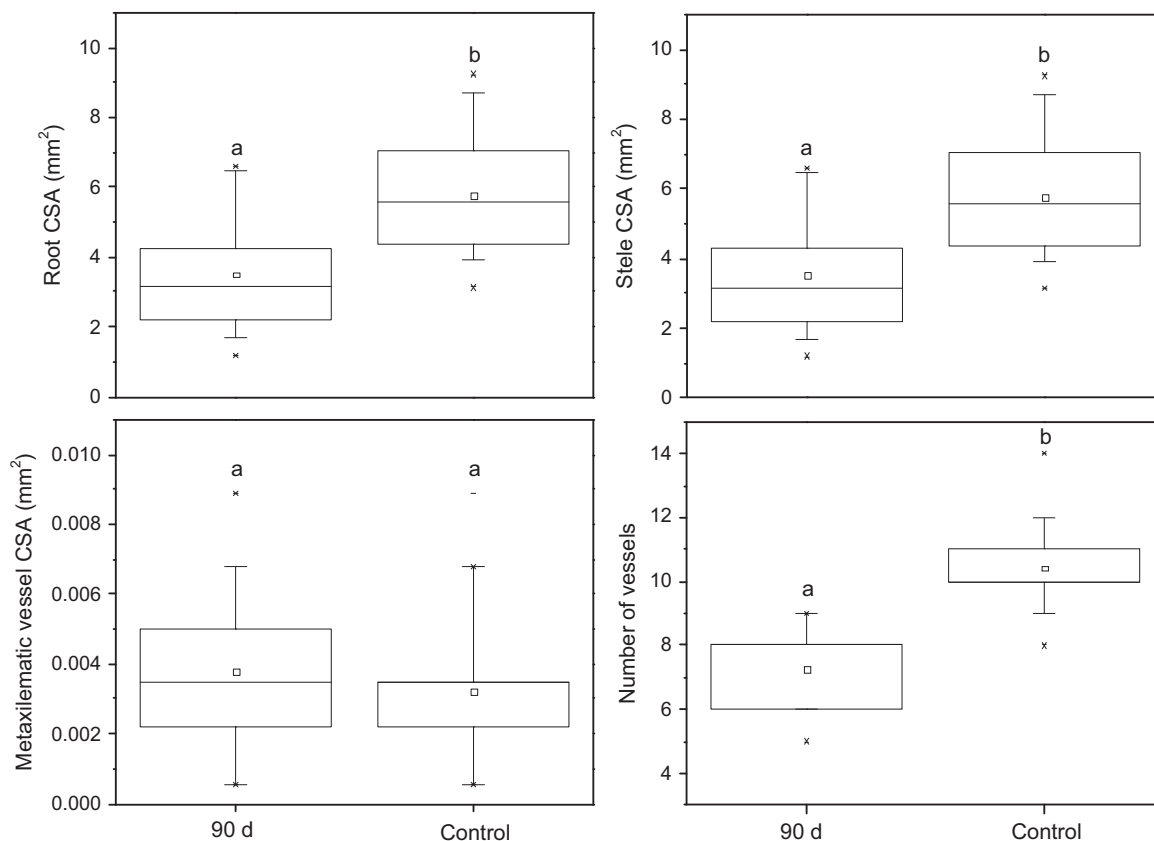 Root CSA (mm²)
10
8
6
4
2
0
a
b
Stele CSA (mm²)
10
8
6
4
2
0
a
b
Metaxilematic vessel CSA (mm²)
0.010
0.008
0.006
0.004
0.002
0.000
a
a
90 d
Control
Number of vessels
14
12
10
8
6
4
a
b
90 d
Control